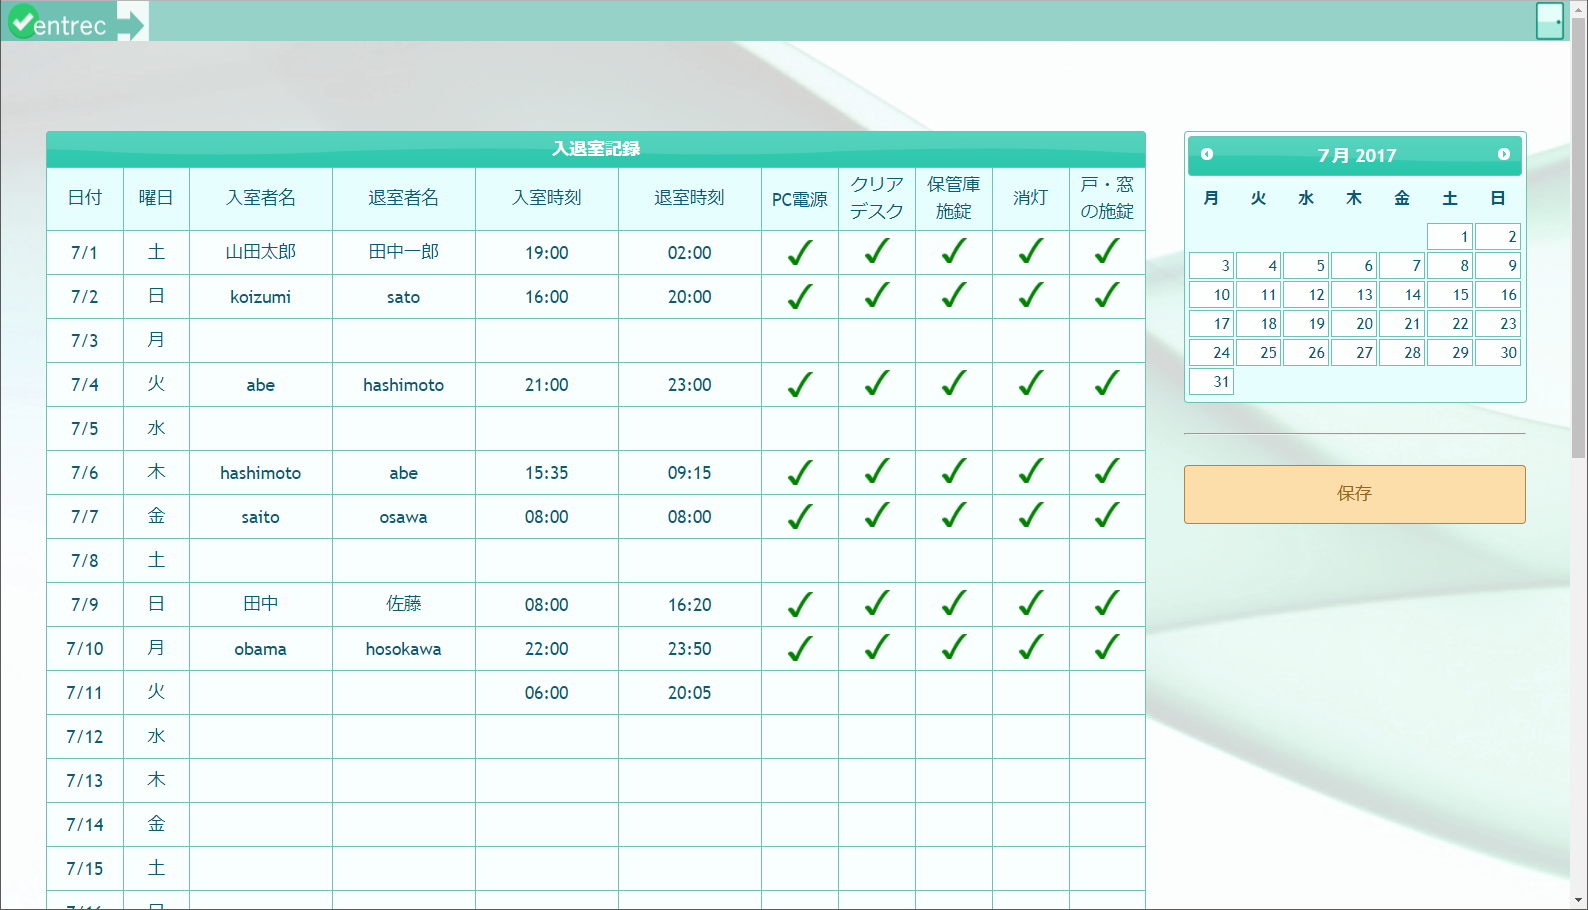 entrec
入退室記録
日付 曜日 入室者名 退室者名 入室時刻 退室時刻 PC電源 クリアデスク 保管庫施錠 消灯 戸・窓の施錠
7/1 土 山田太郎 田中一郎 19:00 02:00 ✓ ✓ ✓ ✓ ✓
7/2 日 koizumi sato 16:00 20:00 ✓ ✓ ✓ ✓ ✓
7/3 月
7/4 火 abe hashimoto 21:00 23:00 ✓ ✓ ✓ ✓ ✓
7/5 水
7/6 木 hashimoto abe 15:35 09:15 ✓ ✓ ✓ ✓ ✓
7/7 金 saito osawa 08:00 08:00 ✓ ✓ ✓ ✓ ✓
7/8 土
7/9 日 田中 佐藤 08:00 16:20 ✓ ✓ ✓ ✓ ✓
7/10 月 obama hosokawa 22:00 23:50 ✓ ✓ ✓ ✓ ✓
7/11 火 06:00 20:05
7/12 水
7/13 木
7/14 金
7/15 土
7月 2017
月 火 水 木 金 土 日
1 2
3 4 5 6 7 8 9
10 11 12 13 14 15 16
17 18 19 20 21 22 23
24 25 26 27 28 29 30
31
保存